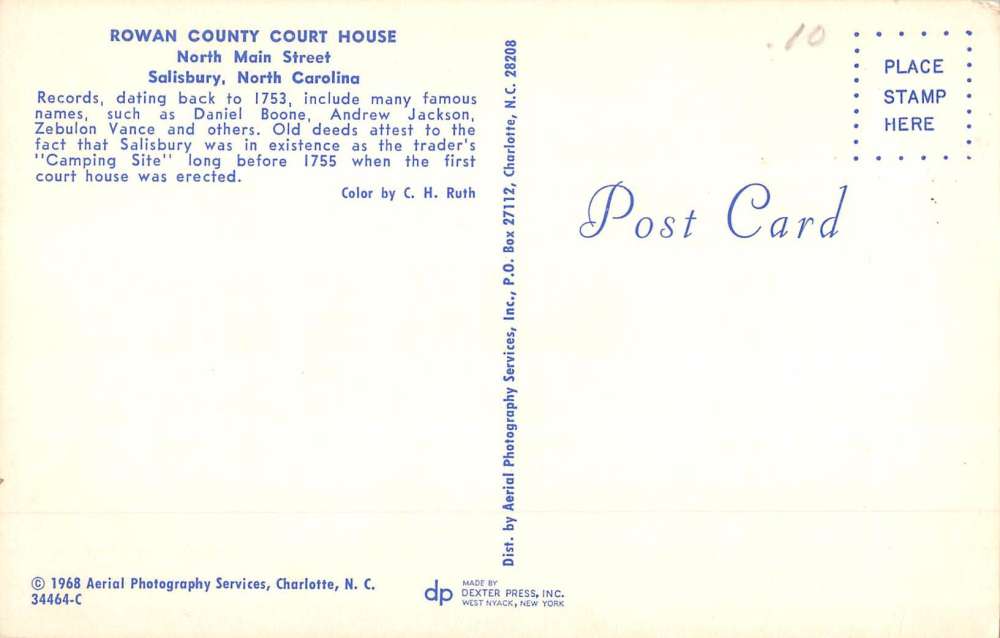 ROWAN COUNTY COURT HOUSE
North Main Street
Salisbury, North Carolina
Records, dating back to 1753, include many famous
names, such as Daniel Boone, Andrew Jackson,
Zebulon Vance and others. Old deeds attest to the
fact that Salisbury was in existence as the trader's
"Camping Site" long before 1755 when the first
court house was erected.
Color by C. H. Ruth
© 1968 Aerial Photography Services, Charlotte, N. C.
34464-C
Dist. by Aerial Photography Services, Inc., P.O. Box 27112, Charlotte, N.C. 28208
dp
MADE BY
DEXTER PRESS, INC.
WEST NYACK, NEW YORK
.10
PLACE
STAMP
HERE
Post Card